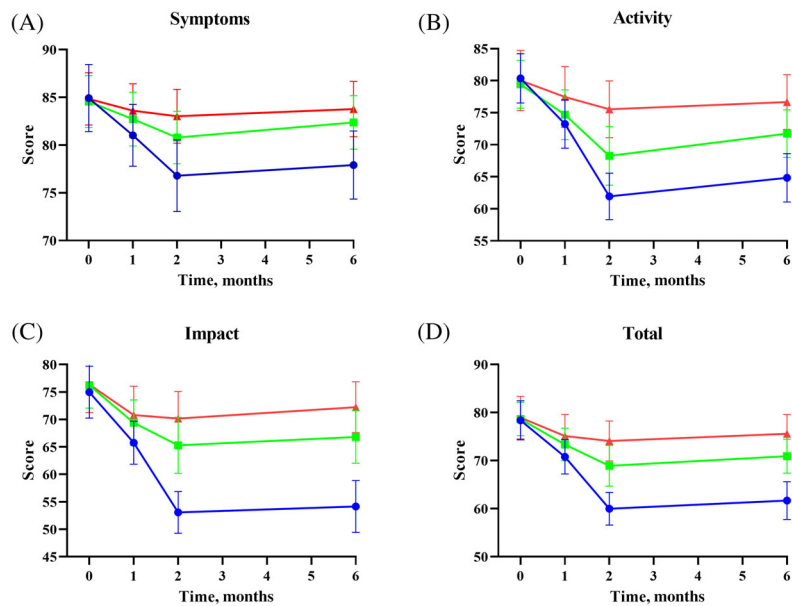 (A)
Symptoms
Score
90
85
80
75
70
0 1 2 3 4 5 6
Time, months
(B)
Activity
Score
85
80
75
70
65
60
55
0 1 2 3 4 5 6
Time, months
(C)
Impact
Score
80
75
70
65
60
55
50
45
0 1 2 3 4 5 6
Time, months
(D)
Total
Score
90
80
70
60
50
0 1 2 3 4 5 6
Time, months